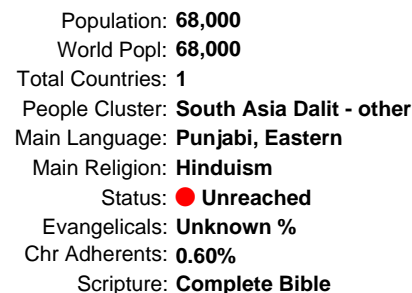 Population: 68,000
World Popl: 68,000
Total Countries: 1
People Cluster: South Asia Dalit - other
Main Language: Punjabi, Eastern
Main Religion: Hinduism
Status: Unreached
Evangelicals: Unknown %
Chr Adherents: 0.60%
Scripture: Complete Bible